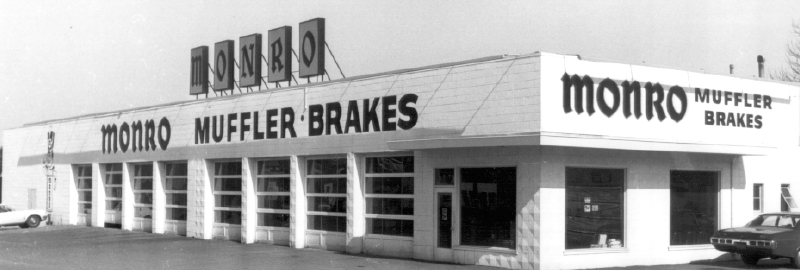 MONRO
MONRO MUFFLER · BRAKES
MONRO MUFFLER
BRAKES